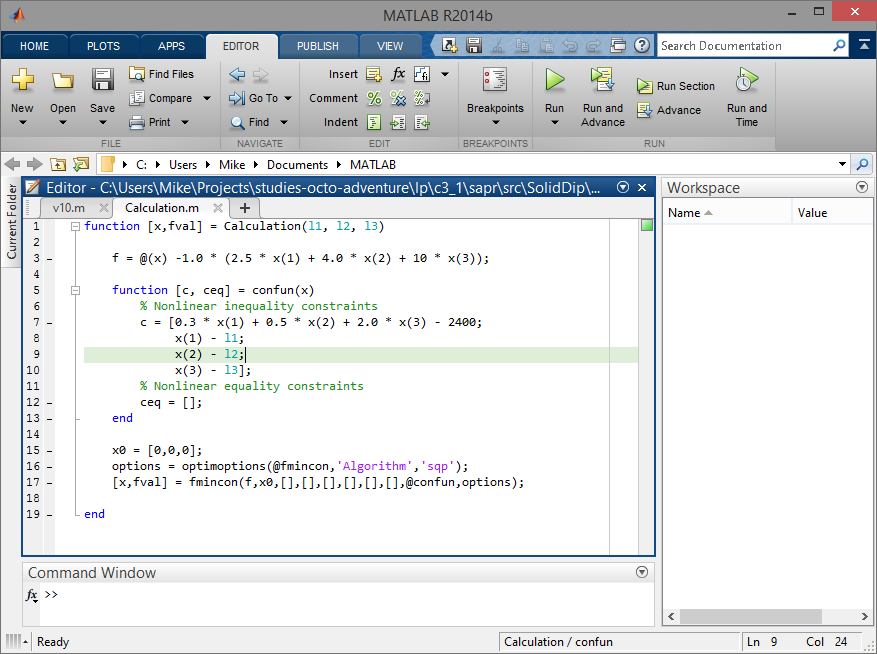 MATLAB R2014b
HOME PLOTS APPS EDITOR PUBLISH VIEW Search Documentation
New Open Save Find Files Compare Print
FILE
Go To Find
NAVIGATE
Insert fx
Comment % %
Indent
EDIT
Breakpoints
BREAKPOINTS
Run Run and Advance Run Section Advance Run and Time
RUN
C: Users Mike Documents MATLAB
Current Folder
Editor - C:\Users\Mike\Projects\studies-octo-adventure\lp\c3_1\sapr\src\SolidDip\...
v10.m Calculation.m +
1 function [x,fval] = Calculation(l1, l2, l3)
2
3 – f = @(x) -1.0 * (2.5 * x(1) + 4.0 * x(2) + 10 * x(3));
4
5 function [c, ceq] = confun(x)
6 % Nonlinear inequality constraints
7 – c = [0.3 * x(1) + 0.5 * x(2) + 2.0 * x(3) - 2400;
8 x(1) - l1;
9 x(2) - l2;
10 x(3) - l3];
11 % Nonlinear equality constraints
12 – ceq = [];
13 – end
14
15 – x0 = [0,0,0];
16 – options = optimoptions(@fmincon,'Algorithm','sqp');
17 – [x,fval] = fmincon(f,x0,[],[],[],[],[],[],@confun,options);
18
19 – end
Workspace
Name Value
Command Window
fx >>
Ready Calculation / confun Ln 9 Col 24